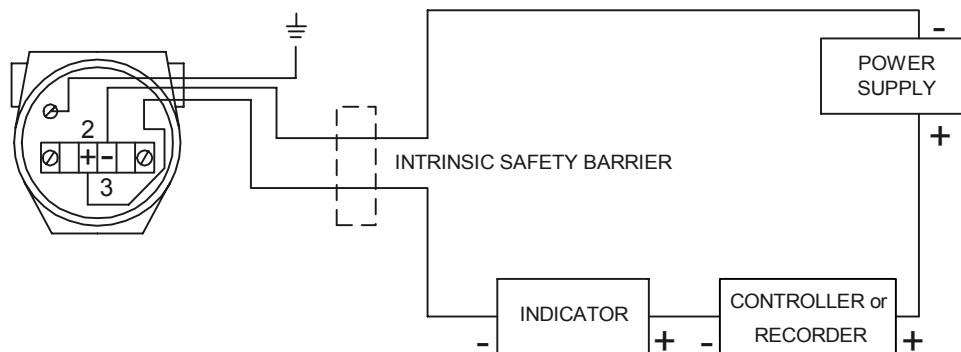 -
POWER
SUPPLY
+
2
+ -
3
INTRINSIC SAFETY BARRIER
INDICATOR
- +
CONTROLLER or
RECORDER
- +